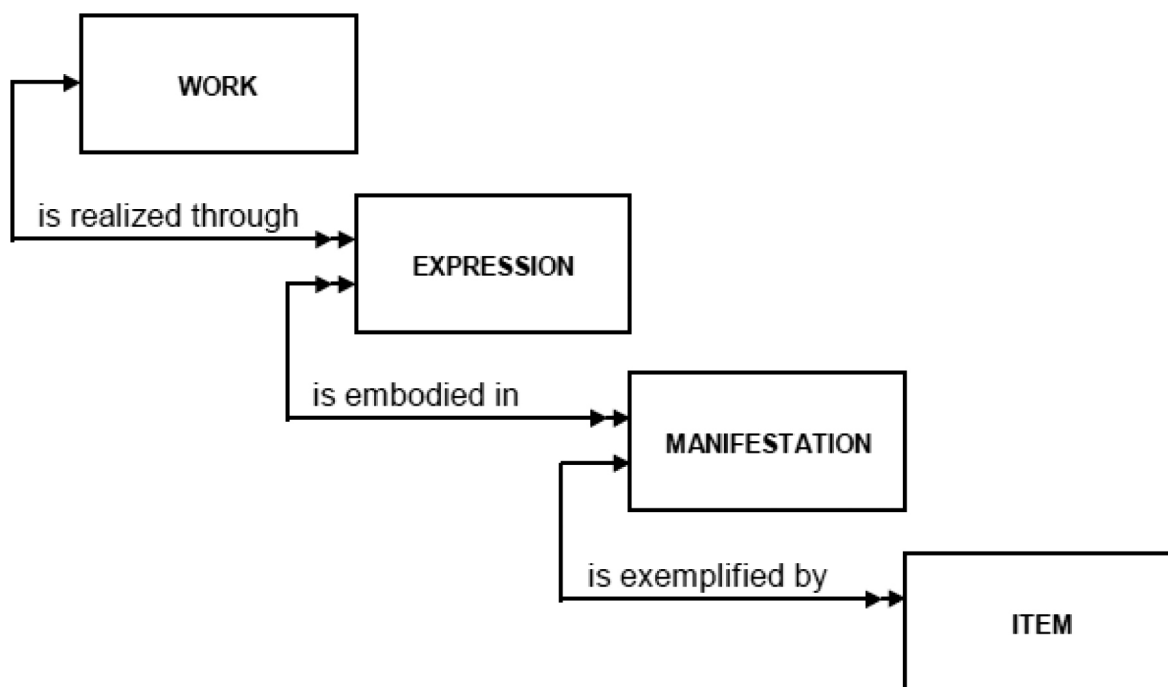 WORK
is realized through
EXPRESSION
is embodied in
MANIFESTATION
is exemplified by
ITEM